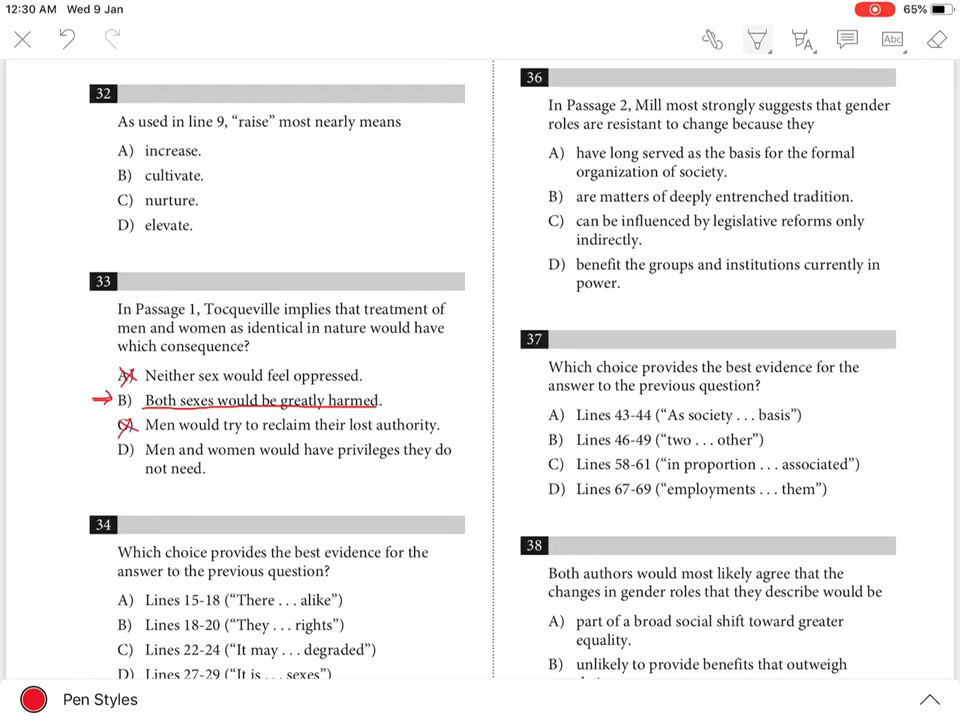 12:30 AM Wed 9 Jan
65%
Abc
32
As used in line 9, “raise” most nearly means
A) increase.
B) cultivate.
C) nurture.
D) elevate.
33
In Passage 1, Tocqueville implies that treatment of
men and women as identical in nature would have
which consequence?
A) Neither sex would feel oppressed.
B) Both sexes would be greatly harmed.
C) Men would try to reclaim their lost authority.
D) Men and women would have privileges they do
not need.
34
Which choice provides the best evidence for the
answer to the previous question?
A) Lines 15-18 (“There . . . alike”)
B) Lines 18-20 (“They . . . rights”)
C) Lines 22-24 (“It may . . . degraded”)
D) Lines 27-29 (“It is . . . sexes”)
36
In Passage 2, Mill most strongly suggests that gender
roles are resistant to change because they
A) have long served as the basis for the formal
organization of society.
B) are matters of deeply entrenched tradition.
C) can be influenced by legislative reforms only
indirectly.
D) benefit the groups and institutions currently in
power.
37
Which choice provides the best evidence for the
answer to the previous question?
A) Lines 43-44 (“As society . . . basis”)
B) Lines 46-49 (“two . . . other”)
C) Lines 58-61 (“in proportion . . . associated”)
D) Lines 67-69 (“employments . . . them”)
38
Both authors would most likely agree that the
changes in gender roles that they describe would be
A) part of a broad social shift toward greater
equality.
B) unlikely to provide benefits that outweigh
Pen Styles